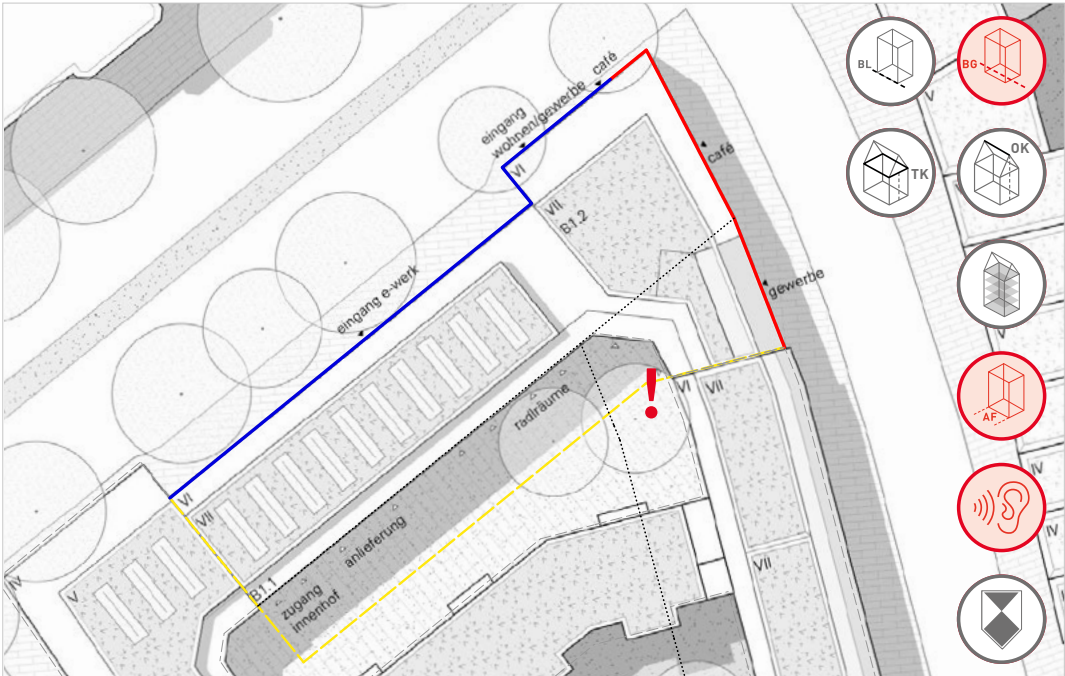 café
eingang
wohnen/gewerbe
VI
café
VII
B1.2
gewerbe
eingang e-werk
VI
VII
radlräume
!
VI
VII
anlieferung
V
IV
B1.1
zugang
innenhof
VII
BL
BG
V
TK
OK
V
AF
IV
IV